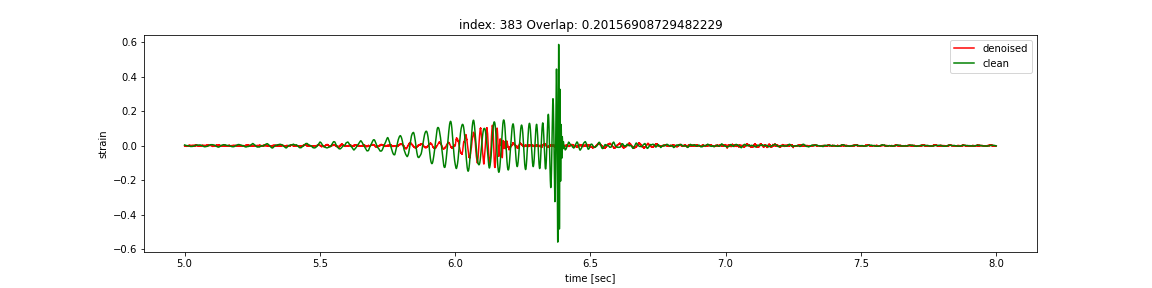 index: 383 Overlap: 0.20156908729482229
denoised
clean
strain
0.6
0.4
0.2
0.0
−0.2
−0.4
−0.6
5.0 5.5 6.0 6.5 7.0 7.5 8.0
time [sec]